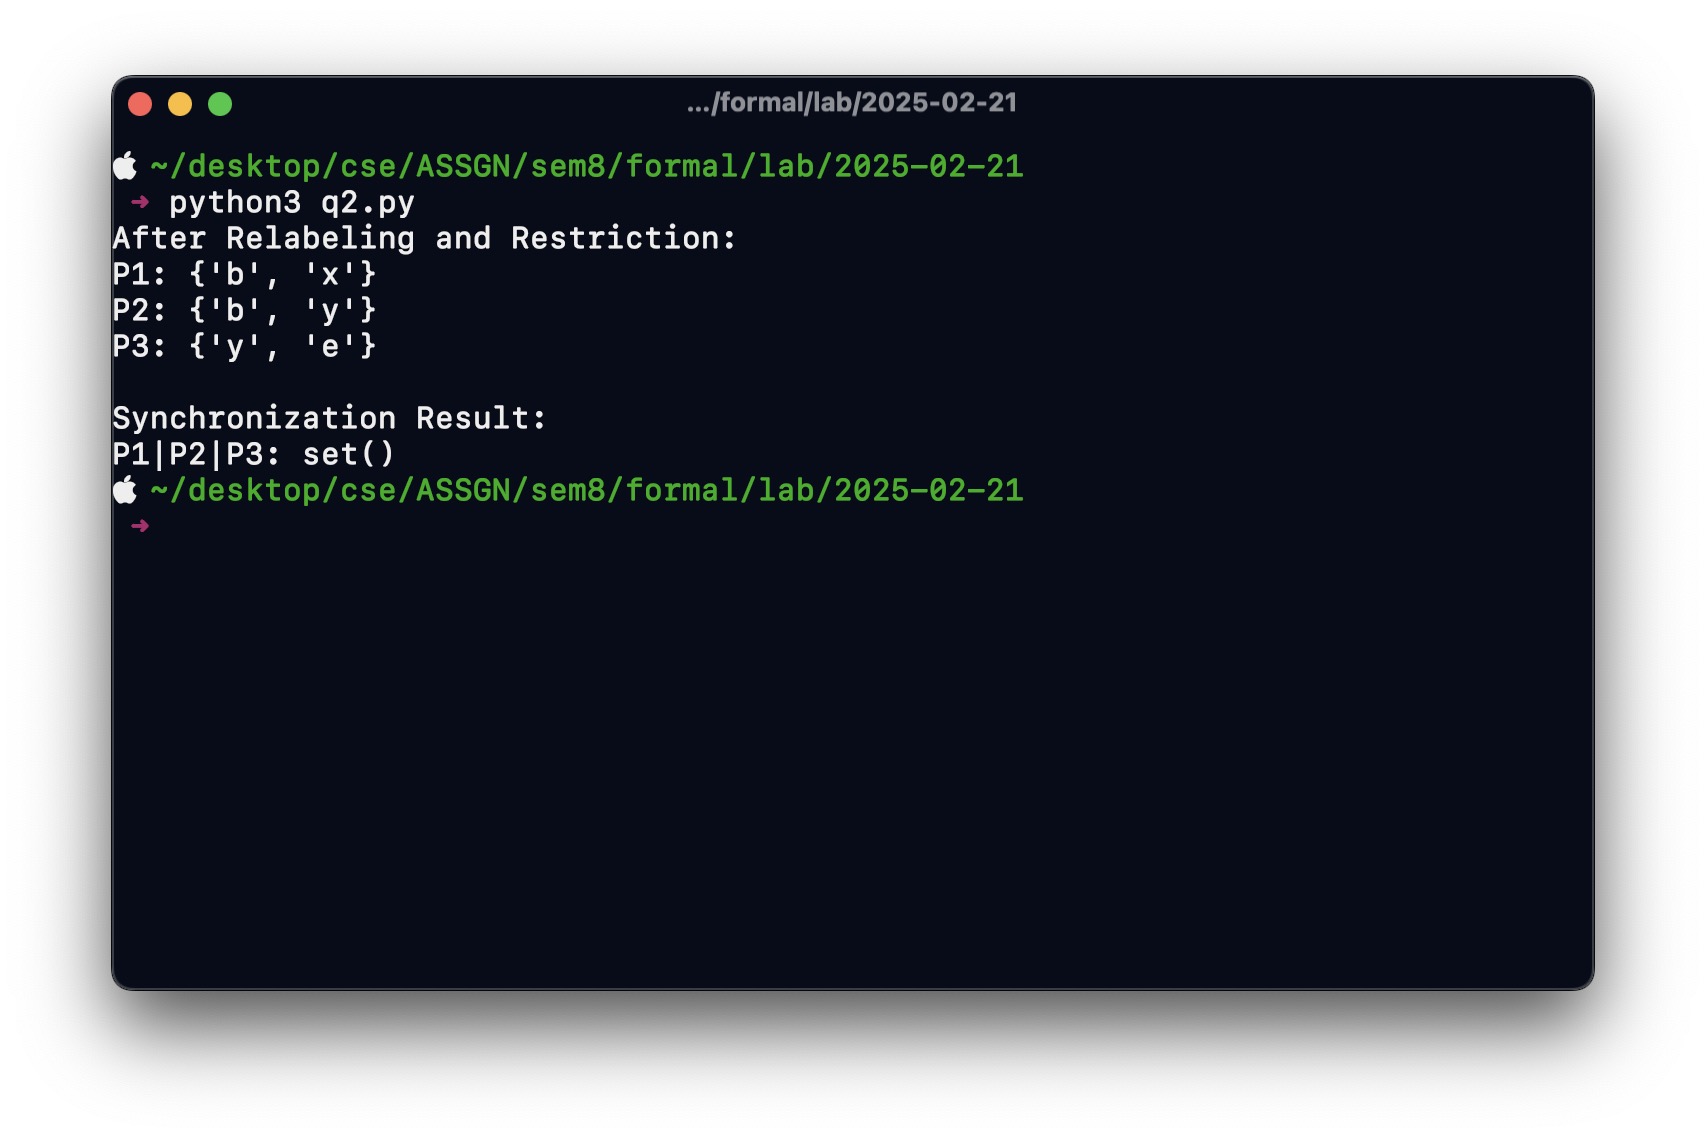 .../formal/lab/2025-02-21
~/desktop/cse/ASSGN/sem8/formal/lab/2025-02-21
➜ python3 q2.py
After Relabeling and Restriction:
P1: {'b', 'x'}
P2: {'b', 'y'}
P3: {'y', 'e'}
Synchronization Result:
P1|P2|P3: set()
~/desktop/cse/ASSGN/sem8/formal/lab/2025-02-21
➜